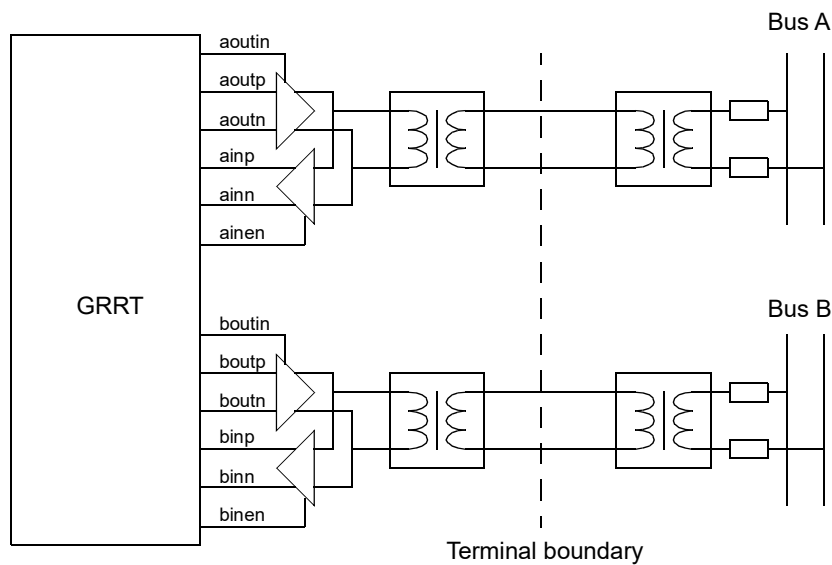 Bus A
aoutin
aoutp
aoutn
ainp
ainn
ainen
GRRT
Bus B
boutin
boutp
boutn
binp
binn
binen
Terminal boundary